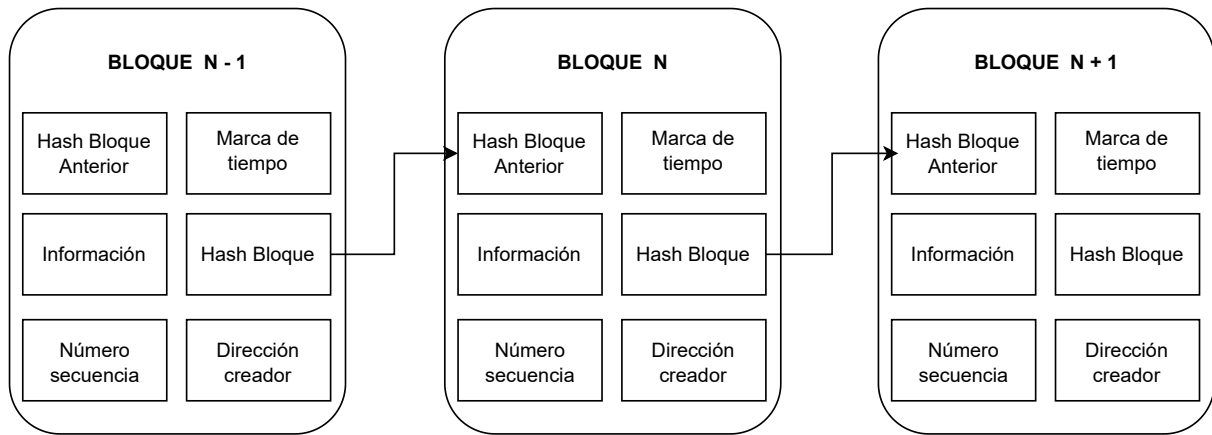 BLOQUE N - 1
Hash Bloque
Anterior
Marca de
tiempo
Información
Hash Bloque
Número
secuencia
Dirección
creador
BLOQUE N
Hash Bloque
Anterior
Marca de
tiempo
Información
Hash Bloque
Número
secuencia
Dirección
creador
BLOQUE N + 1
Hash Bloque
Anterior
Marca de
tiempo
Información
Hash Bloque
Número
secuencia
Dirección
creador